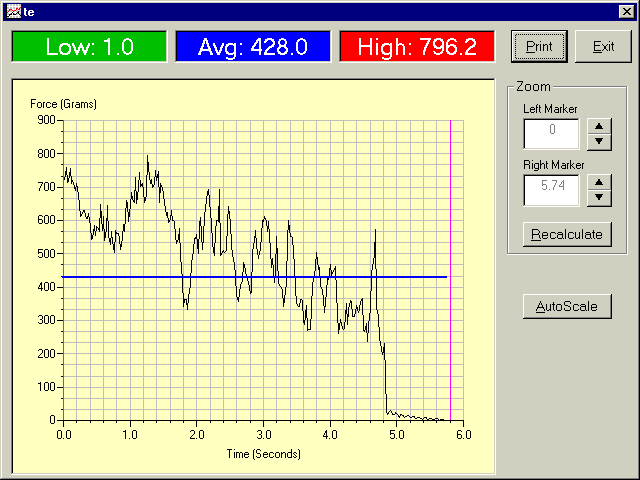 te
Low: 1.0 Avg: 428.0 High: 796.2 Print Exit
Zoom
Left Marker
0
Right Marker
5.74
Recalculate
AutoScale
Force (Grams)
900
800
700
600
500
400
300
200
100
0
0.0 1.0 2.0 3.0 4.0 5.0 6.0
Time (Seconds)